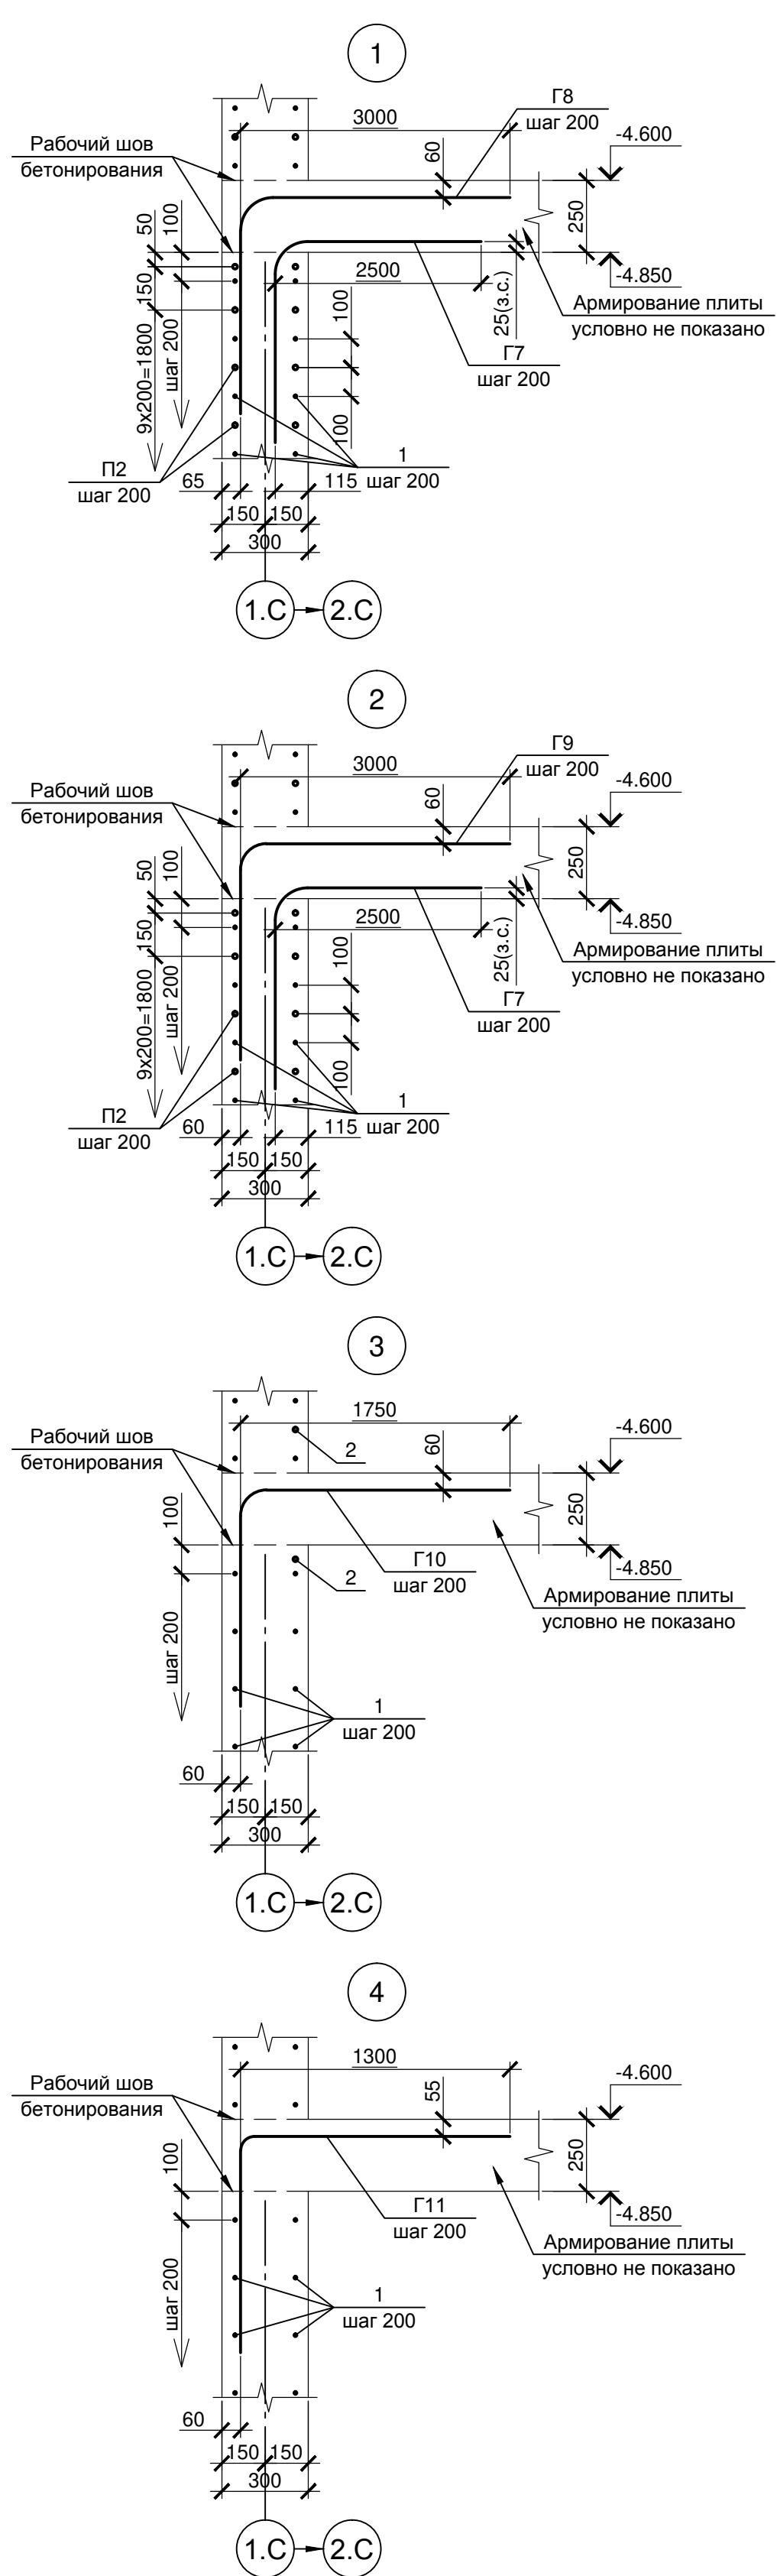 1
3000
Г8
шаг 200
-4.600
Рабочий шов
бетонирования
60
250
50
100
150
2500
-4.850
25(з.с.)
Армирование плиты
условно не показано
9x200=1800
шаг 200
100
Г7
шаг 200
100
П2
шаг 200
65
115
1
шаг 200
150
150
300
1.С
2.С
2
3000
Г9
шаг 200
-4.600
Рабочий шов
бетонирования
60
250
50
100
150
2500
-4.850
25(з.с.)
Армирование плиты
условно не показано
9x200=1800
шаг 200
100
Г7
шаг 200
100
П2
шаг 200
60
115
1
шаг 200
150
150
300
1.С
2.С
3
1750
-4.600
Рабочий шов
бетонирования
2
60
250
100
Г10
шаг 200
2
-4.850
Армирование плиты
условно не показано
шаг 200
1
шаг 200
60
150
150
300
1.С
2.С
4
1300
-4.600
Рабочий шов
бетонирования
55
250
100
Г11
шаг 200
-4.850
Армирование плиты
условно не показано
шаг 200
1
шаг 200
60
150
150
300
1.С
2.С